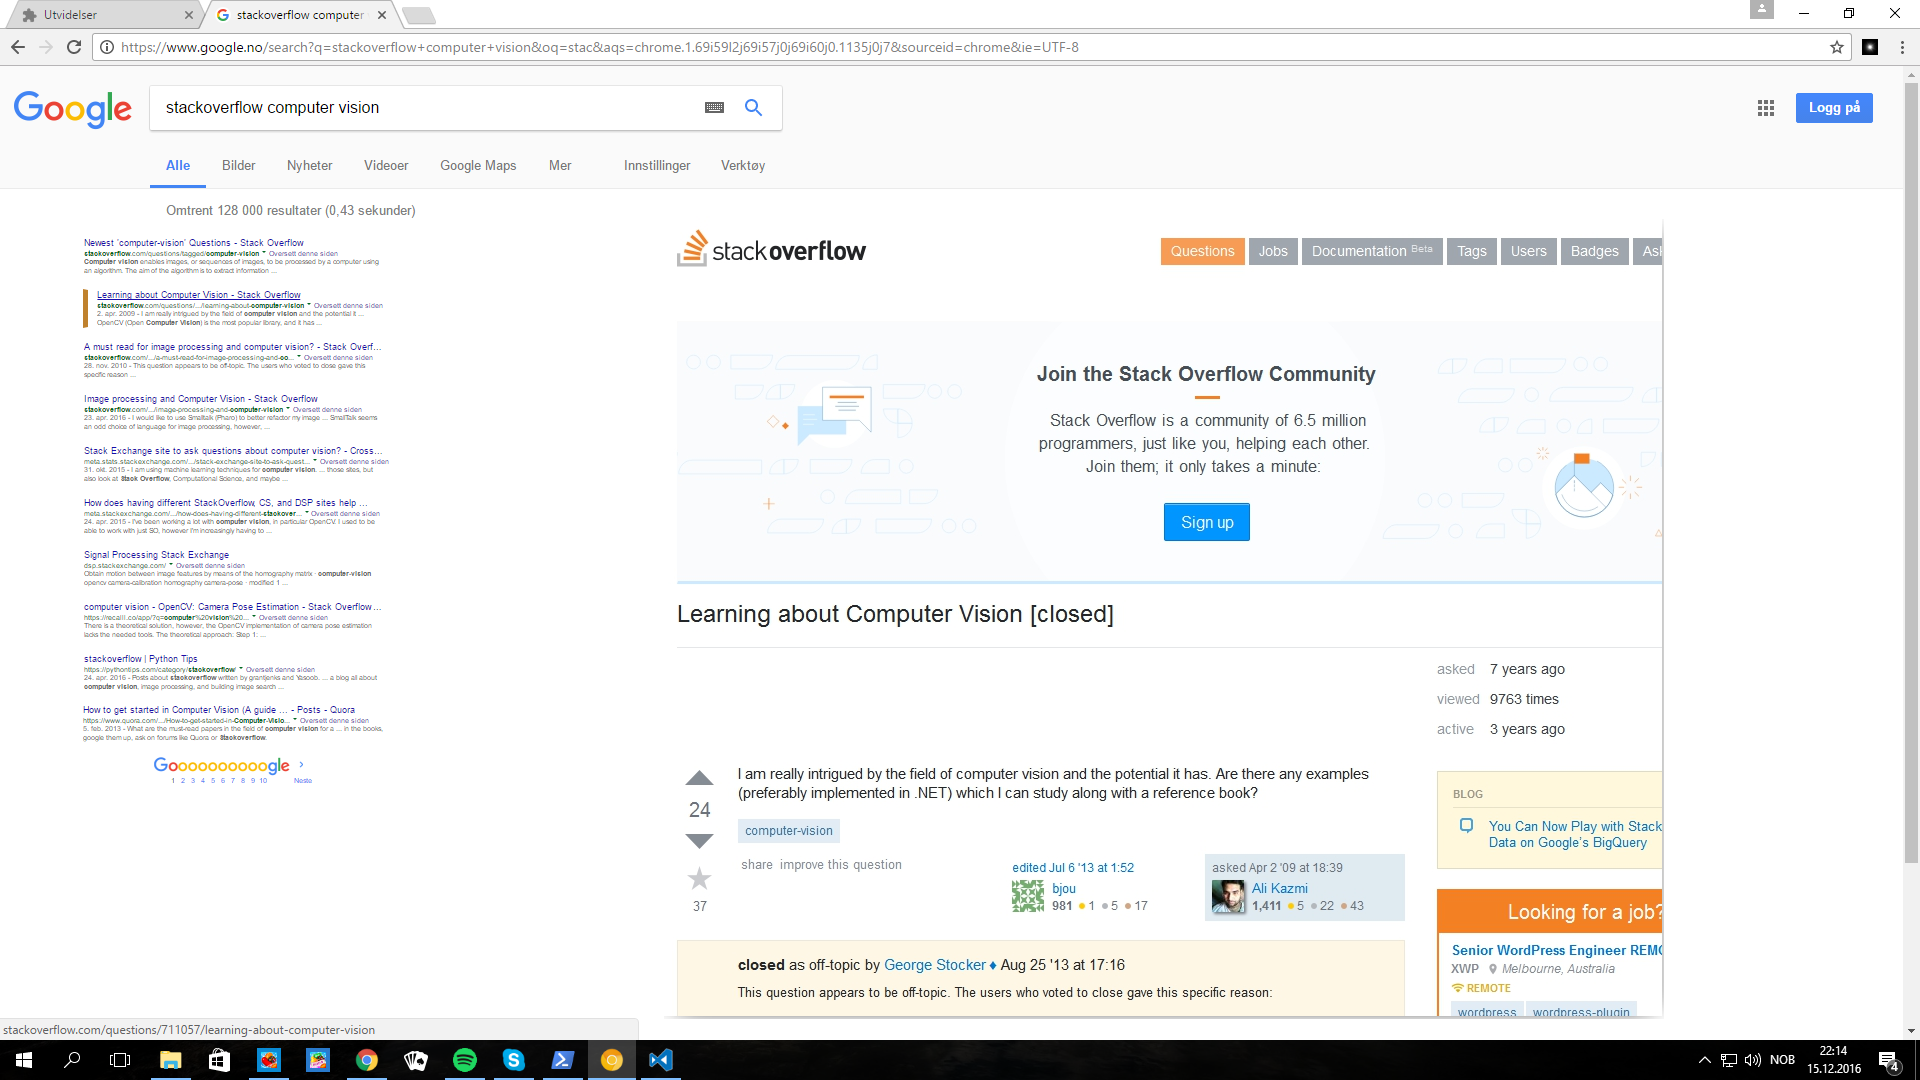 Utvidelser
stackoverflow computer
https://www.google.no/search?q=stackoverflow+computer+vision&oq=stac&aqs=chrome.1.69i59l2j69i57j0j69i60j0.1135j0j7&sourceid=chrome&ie=UTF-8
Google
stackoverflow computer vision
Logg på
Alle Bilder Nyheter Videoer Google Maps Mer Innstillinger Verktøy
Omtrent 128 000 resultater (0,43 sekunder)
Newest 'computer-vision' Questions - Stack Overflow
stackoverflow.com/questions/tagged/computer-vision Oversett denne siden
Computer vision enables images, or sequences of images, to be processed by a computer using
an algorithm. The aim of the algorithm is to extract information ...
Learning about Computer Vision - Stack Overflow
stackoverflow.com/questions/.../learning-about-computer-vision Oversett denne siden
2. apr. 2009 - I am really intrigued by the field of computer vision and the potential it ...
OpenCV (Open Computer Vision) is the most popular library, and it has ...
A must read for image processing and computer vision? - Stack Overf...
stackoverflow.com/.../a-must-read-for-image-processing-and-co... Oversett denne siden
28. nov. 2010 - This question appears to be off-topic. The users who voted to close gave this
specific reason ...
Image processing and Computer Vision - Stack Overflow
stackoverflow.com/.../image-processing-and-computer-vision Oversett denne siden
23. apr. 2016 - I would like to use Smalltalk (Pharo) to better refactor my image ... SmallTalk seems
an odd choice of language for image processing, however, ...
Stack Exchange site to ask questions about computer vision? - Cross...
meta.stats.stackexchange.com/.../stack-exchange-site-to-ask-quest... Oversett denne siden
31. okt. 2015 - I am using machine learning techniques for computer vision. ... those sites, but
also look at Stack Overflow, Computational Science, and maybe ...
How does having different StackOverflow, CS, and DSP sites help ...
meta.stackexchange.com/.../how-does-having-different-stackover... Oversett denne siden
24. apr. 2015 - I've been working a lot with computer vision, in particular OpenCV. I used to be
able to work with just SO, however I'm increasingly having to ...
Signal Processing Stack Exchange
dsp.stackexchange.com/ Oversett denne siden
Obtain motion between image features by means of the homography matrix · computer-vision
opencv camera-calibration homography camera-pose · modified 1 ...
computer vision - OpenCV: Camera Pose Estimation - Stack Overflow ...
https://recalll.co/app/?q=computer%20vision%20... Oversett denne siden
There is a theoretical solution, however, the OpenCV implementation of camera pose estimation
lacks the needed tools. The theoretical approach: Step 1: ...
stackoverflow | Python Tips
https://pythontips.com/category/stackoverflow/ Oversett denne siden
24. apr. 2016 - Posts about stackoverflow written by grantjenks and Yasoob. ... a blog all about
computer vision, image processing, and building image search ...
How to get started in Computer Vision (A guide ... - Posts - Quora
https://www.quora.com/.../How-to-get-started-in-Computer-Visio... Oversett denne siden
5. feb. 2013 - What are the must-read papers in the field of computer vision for a ... in the books,
google them up, ask on forums like Quora or Stackoverflow.
Goooooooooogle >
1 2 3 4 5 6 7 8 9 10 Neste
stackoverflow
Questions Jobs Documentation Beta Tags Users Badges Ask
Join the Stack Overflow Community
Stack Overflow is a community of 6.5 million
programmers, just like you, helping each other.
Join them; it only takes a minute:
Sign up
Learning about Computer Vision [closed]
asked 7 years ago
viewed 9763 times
active 3 years ago
24
37
I am really intrigued by the field of computer vision and the potential it has. Are there any examples
(preferably implemented in .NET) which I can study along with a reference book?
computer-vision
share improve this question
edited Jul 6 '13 at 1:52
bjou
981 1 5 17
asked Apr 2 '09 at 18:39
Ali Kazmi
1,411 5 22 43
closed as off-topic by George Stocker ♦ Aug 25 '13 at 17:16
This question appears to be off-topic. The users who voted to close gave this specific reason:
BLOG
You Can Now Play with Stack
Data on Google's BigQuery
Looking for a job?
Senior WordPress Engineer REMO
XWP Melbourne, Australia
REMOTE
wordpress wordpress-plugin
stackoverflow.com/questions/711057/learning-about-computer-vision
NOB
22:14
15.12.2016
4